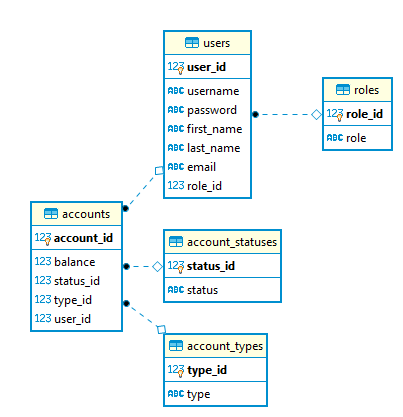 users
123 user_id
ABC username
ABC password
ABC first_name
ABC last_name
ABC email
123 role_id
roles
123 role_id
ABC role
accounts
123 account_id
123 balance
123 status_id
123 type_id
123 user_id
account_statuses
123 status_id
ABC status
account_types
123 type_id
ABC type